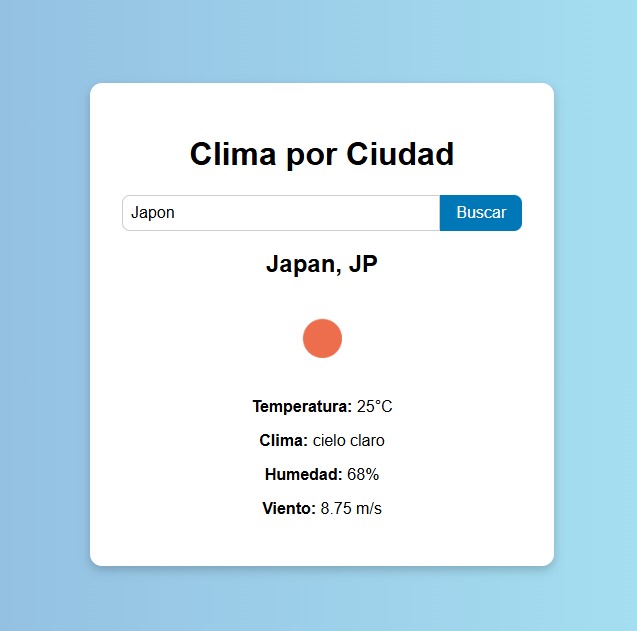 Clima por Ciudad
Japon Buscar
Japan, JP
Temperatura: 25°C
Clima: cielo claro
Humedad: 68%
Viento: 8.75 m/s